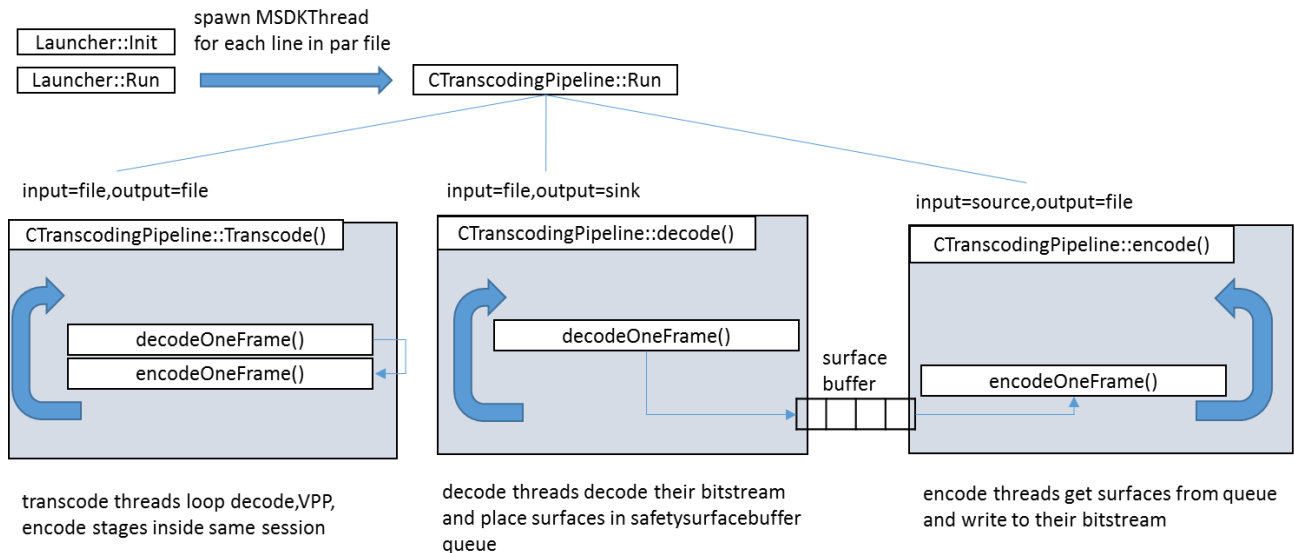 spawn MSDKThread
for each line in par file
Launcher::Init
Launcher::Run
CTranscodingPipeline::Run
input=file,output=file
CTranscodingPipeline::Transcode()
decodeOneFrame()
encodeOneFrame()
transcode threads loop decode,VPP,
encode stages inside same session
input=file,output=sink
CTranscodingPipeline::decode()
decodeOneFrame()
surface
buffer
decode threads decode their bitstream
and place surfaces in safetysurfacebuffer
queue
input=source,output=file
CTranscodingPipeline::encode()
encodeOneFrame()
encode threads get surfaces from queue
and write to their bitstream